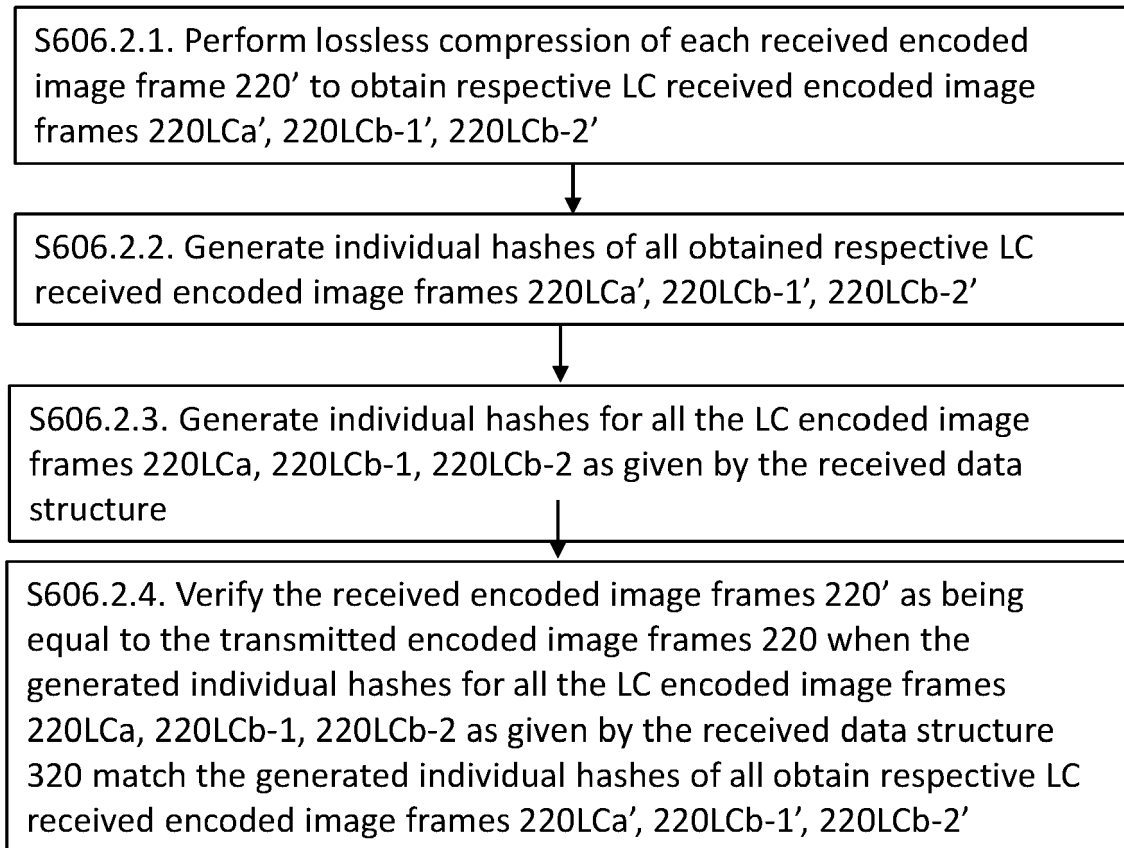 S606.2.1. Perform lossless compression of each received encoded
image frame 220’ to obtain respective LC received encoded image
frames 220LCa’, 220LCb-1’, 220LCb-2’
S606.2.2. Generate individual hashes of all obtained respective LC
received encoded image frames 220LCa’, 220LCb-1’, 220LCb-2’
S606.2.3. Generate individual hashes for all the LC encoded image
frames 220LCa, 220LCb-1, 220LCb-2 as given by the received data
structure
S606.2.4. Verify the received encoded image frames 220’ as being
equal to the transmitted encoded image frames 220 when the
generated individual hashes for all the LC encoded image frames
220LCa, 220LCb-1, 220LCb-2 as given by the received data structure
320 match the generated individual hashes of all obtain respective LC
received encoded image frames 220LCa’, 220LCb-1’, 220LCb-2’